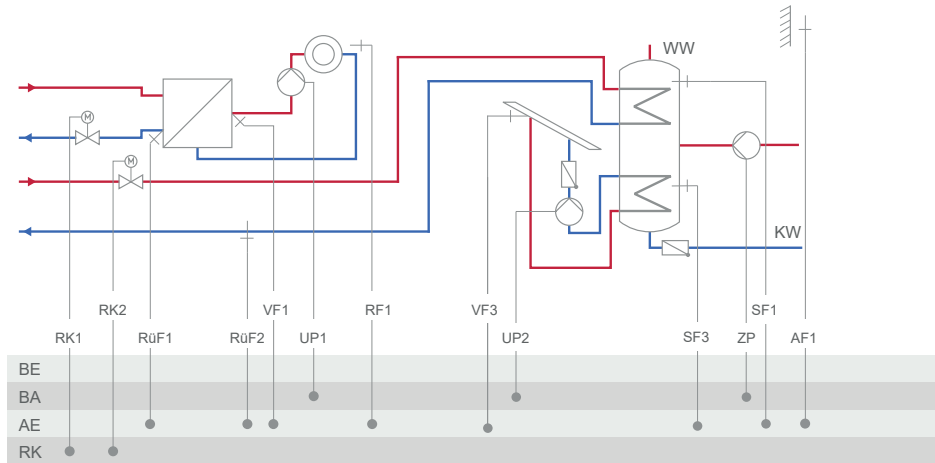 WW
M
M
KW
RK2 VF1 RF1 VF3 SF1
RK1 RüF1 RüF2 UP1 UP2 SF3 ZP AF1
BE
BA
AE
RK